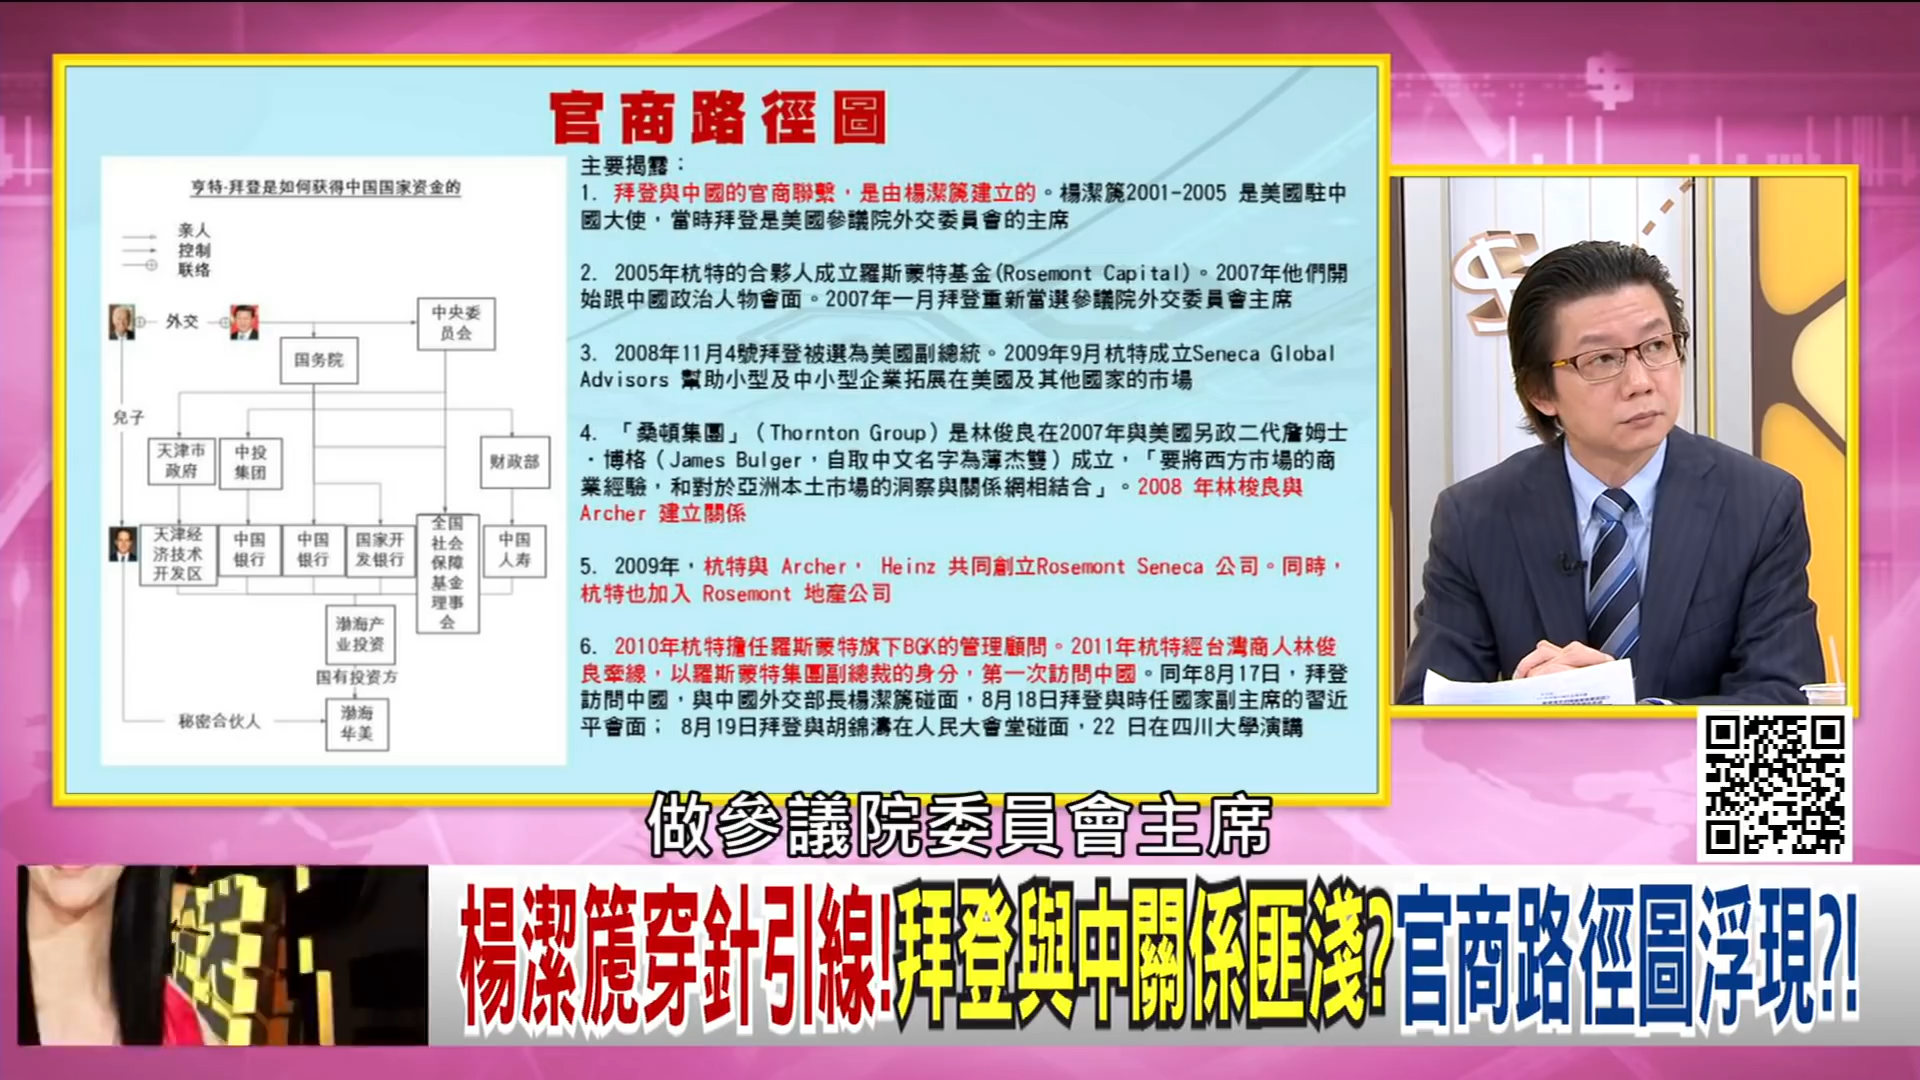 官商路徑圖
亨特-拜登是如何获得中国国家资金的
亲人
控制
联络
外交
中央委
员会
国务院
兒子
天津市
政府
中投
集团
财政部
天津经
济技术
开发区
中国
银行
中国
银行
国家开
发银行
全国
社会
保障
基金
理事
会
中国
人寿
渤海产
业投资
国有投资方
秘密合伙人
渤海
华美
主要揭露：
1. 拜登與中國的官商聯繫，是由楊潔篪建立的。楊潔篪2001-2005 是美國駐中
國大使，當時拜登是美國參議院外交委員會的主席
2. 2005年杭特的合夥人成立羅斯蒙特基金(Rosemont Capital)。2007年他們開
始跟中國政治人物會面。2007年一月拜登重新當選參議院外交委員會主席
3. 2008年11月4號拜登被選為美國副總統。2009年9月杭特成立Seneca Global
Advisors 幫助小型及中小型企業拓展在美國及其他國家的市場
4. 「桑頓集團」（Thornton Group）是林俊良在2007年與美國另政二代詹姆士
・博格（James Bulger，自取中文名字為薄杰雙）成立，「要將西方市場的商
業經驗，和對於亞洲本土市場的洞察與關係網相結合」。2008 年林梭良與
Archer 建立關係
5. 2009年，杭特與 Archer， Heinz 共同創立Rosemont Seneca 公司。同時，
杭特也加入 Rosemont 地產公司
6. 2010年杭特擔任羅斯蒙特旗下BGK的管理顧問。2011年杭特經台灣商人林俊
良牽線，以羅斯蒙特集團副總裁的身分，第一次訪問中國。同年8月17日，拜登
訪問中國，與中國外交部長楊潔篪碰面，8月18日拜登與時任國家副主席的習近
平會面； 8月19日拜登與胡錦濤在人民大會堂碰面，22 日在四川大學演講
做參議院委員會主席
楊潔篪穿針引線!拜登與中關係匪淺?官商路徑圖浮現?!